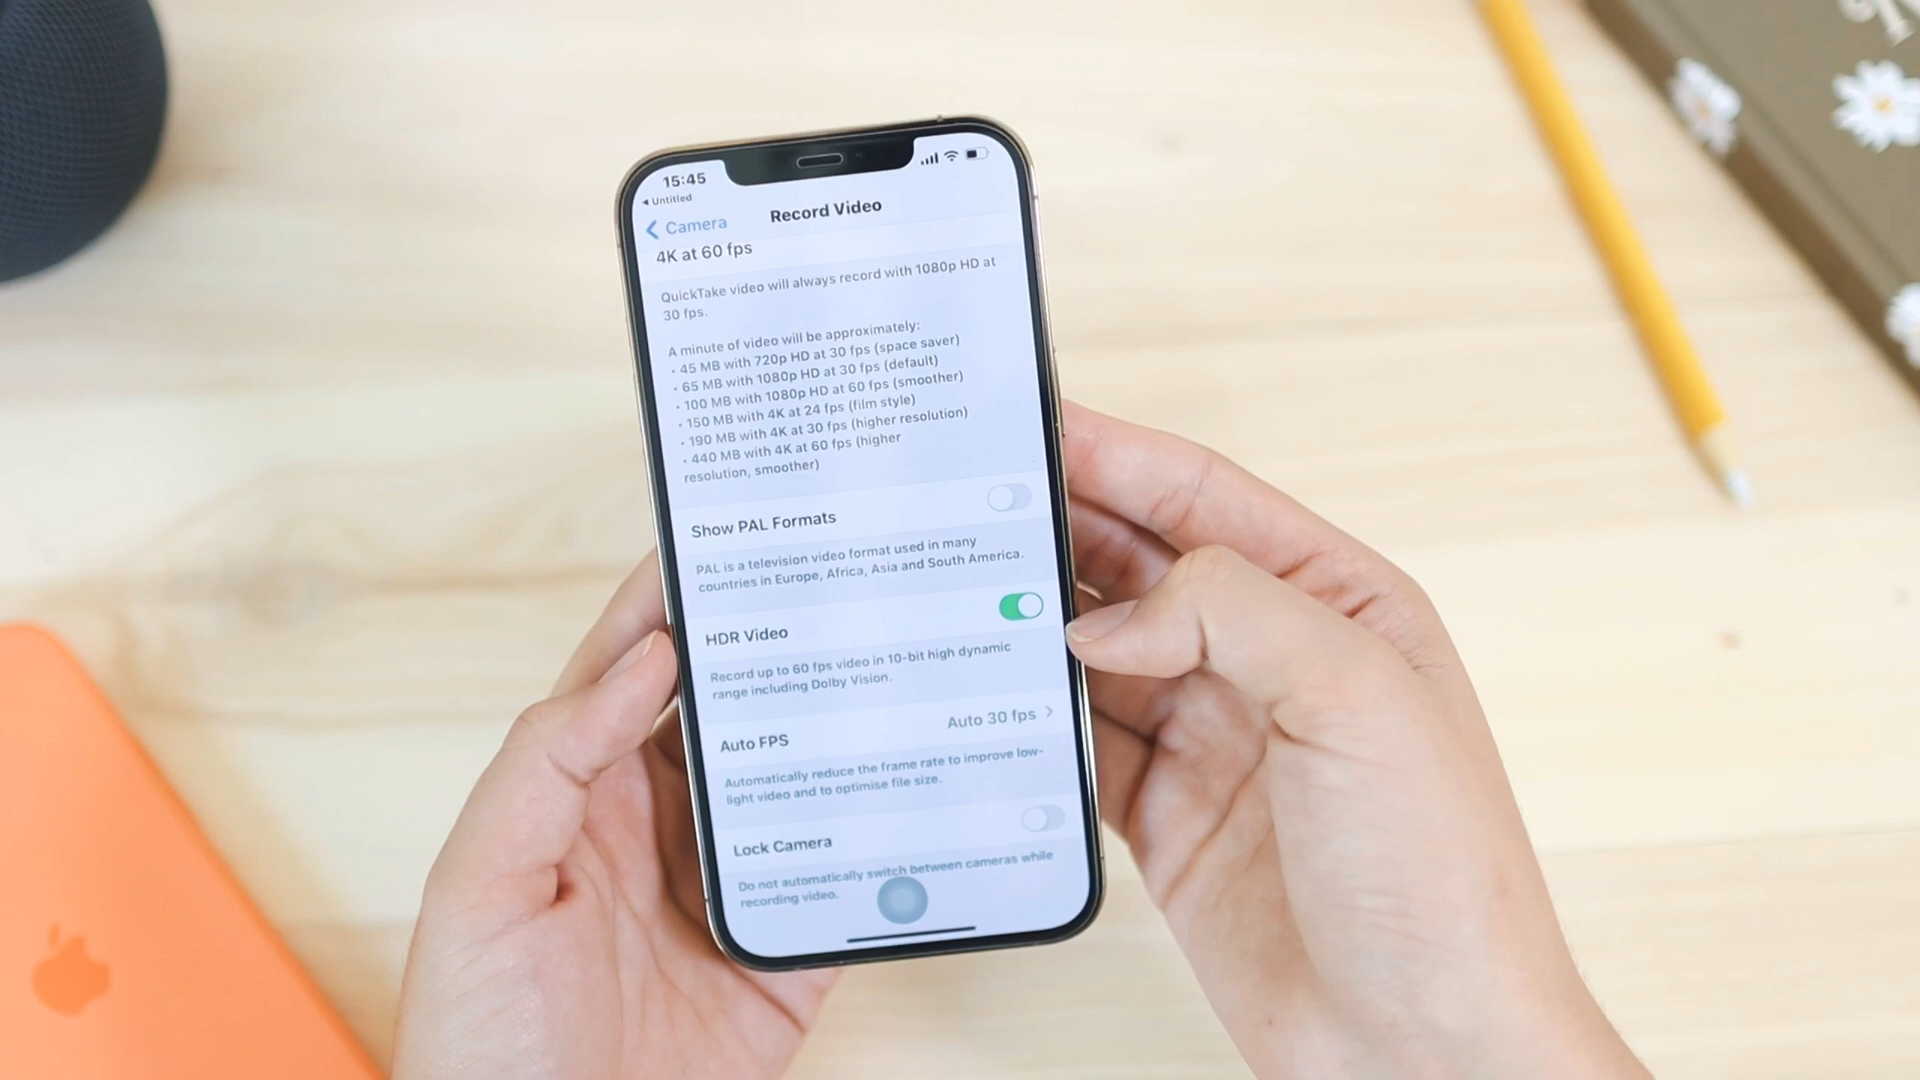 15:45
◂ Untitled
Camera
Record Video
4K at 60 fps
QuickTake video will always record with 1080p HD at
30 fps.
A minute of video will be approximately:
· 45 MB with 720p HD at 30 fps (space saver)
· 65 MB with 1080p HD at 30 fps (default)
· 100 MB with 1080p HD at 60 fps (smoother)
· 150 MB with 4K at 24 fps (film style)
· 190 MB with 4K at 30 fps (higher resolution)
· 440 MB with 4K at 60 fps (higher
resolution, smoother)
Show PAL Formats
PAL is a television video format used in many
countries in Europe, Africa, Asia and South America.
HDR Video
Record up to 60 fps video in 10-bit high dynamic
range including Dolby Vision.
Auto FPS
Auto 30 fps
Automatically reduce the frame rate to improve low-
light video and to optimise file size.
Lock Camera
Do not automatically switch between cameras while
recording video.